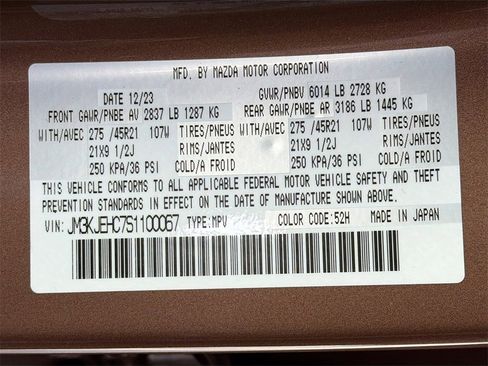 MFD. BY MAZDA MOTOR CORPORATION
DATE 12/23 GVWR/PNBV 6014 LB 2728 KG
FRONT GAWR/PNBE AV 2837 LB 1287 KG REAR GAWR/PNBE AR 3186 LB 1445 KG
WITH/AVEC 275 /45R21 107W TIRES/PNEUS WITH/AVEC 275 /45R21 107W TIRES/PNEUS
21X9 1/2J RIMS/JANTES 21X9 1/2J RIMS/JANTES
250 KPA/36 PSI COLD/A FROID 250 KPA/36 PSI COLD/A FROID
THIS VEHICLE CONFORMS TO ALL APPLICABLE FEDERAL MOTOR VEHICLE SAFETY AND THEFT
PREVENTION STANDARDS IN EFFECT ON THE DATE OF MANUFACTURE SHOWN ABOVE.
VIN: JM3KJEHC7S1100067 TYPE: MPV COLOR CODE: 52H MADE IN JAPAN